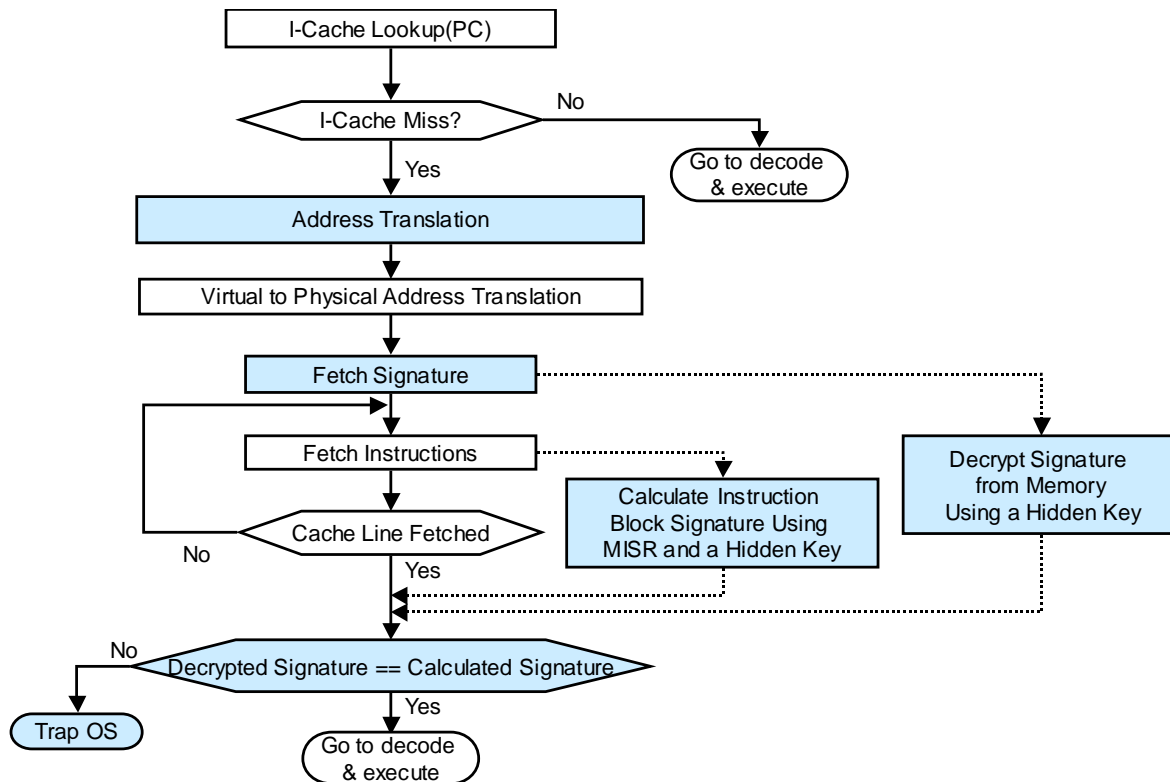 I-Cache Lookup(PC)
I-Cache Miss?
No
Go to decode
& execute
Yes
Address Translation
Virtual to Physical Address Translation
Fetch Signature
Fetch Instructions
Decrypt Signature
from Memory
Using a Hidden Key
Calculate Instruction
Block Signature Using
MISR and a Hidden Key
Cache Line Fetched
No
Yes
Decrypted Signature == Calculated Signature
No
Trap OS
Yes
Go to decode
& execute